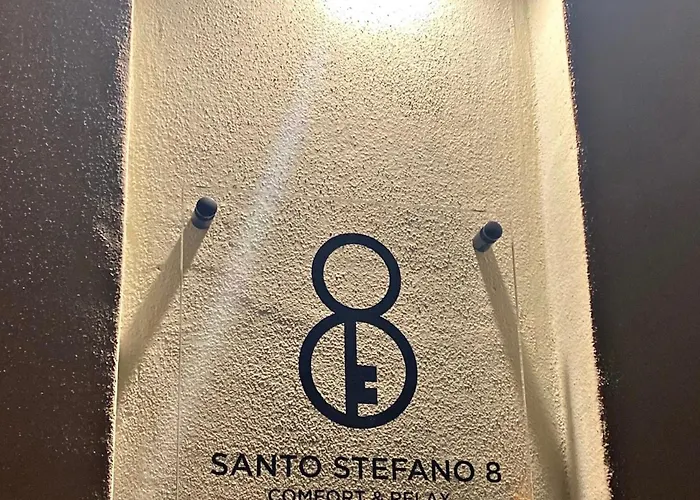 SANTO STEFANO 8
COMFORT & RELAX